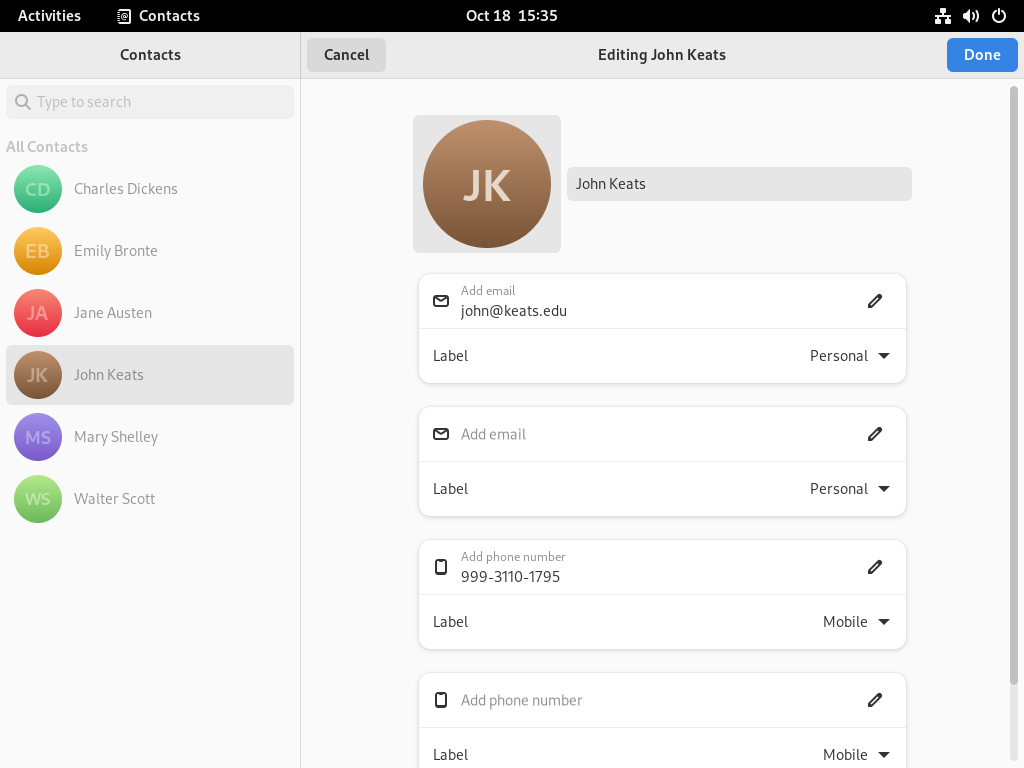 Activities
Contacts
Oct 18 15:35
Contacts
Cancel
Editing John Keats
Done
Type to search
All Contacts
CD
Charles Dickens
EB
Emily Bronte
JA
Jane Austen
JK
John Keats
MS
Mary Shelley
WS
Walter Scott
JK
John Keats
Add email
john@keats.edu
Label
Personal
Add email
Label
Personal
Add phone number
999-3110-1795
Label
Mobile
Add phone number
Label
Mobile